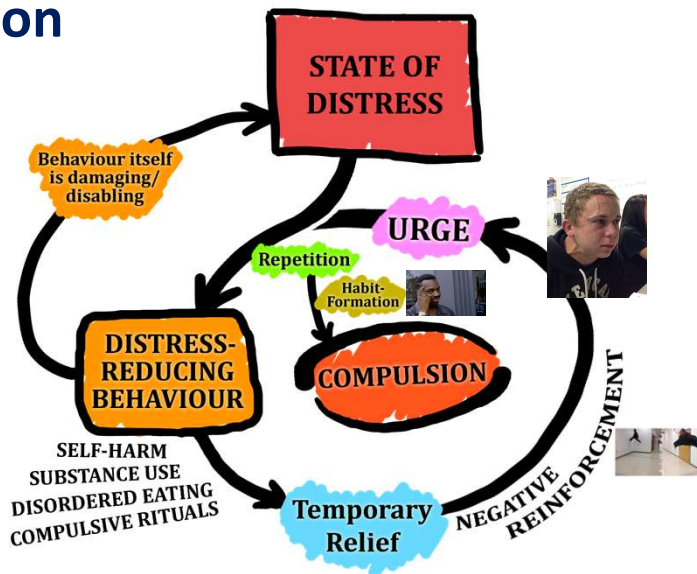 on
STATE OF
DISTRESS
Behaviour itself
is damaging/
disabling
URGE
Repetition
Habit-
Formation
DISTRESS-
REDUCING
BEHAVIOUR
COMPULSION
SELF-HARM
SUBSTANCE USE
DISORDERED EATING
COMPULSIVE RITUALS
Temporary
Relief
NEGATIVE
REINFORCEMENT